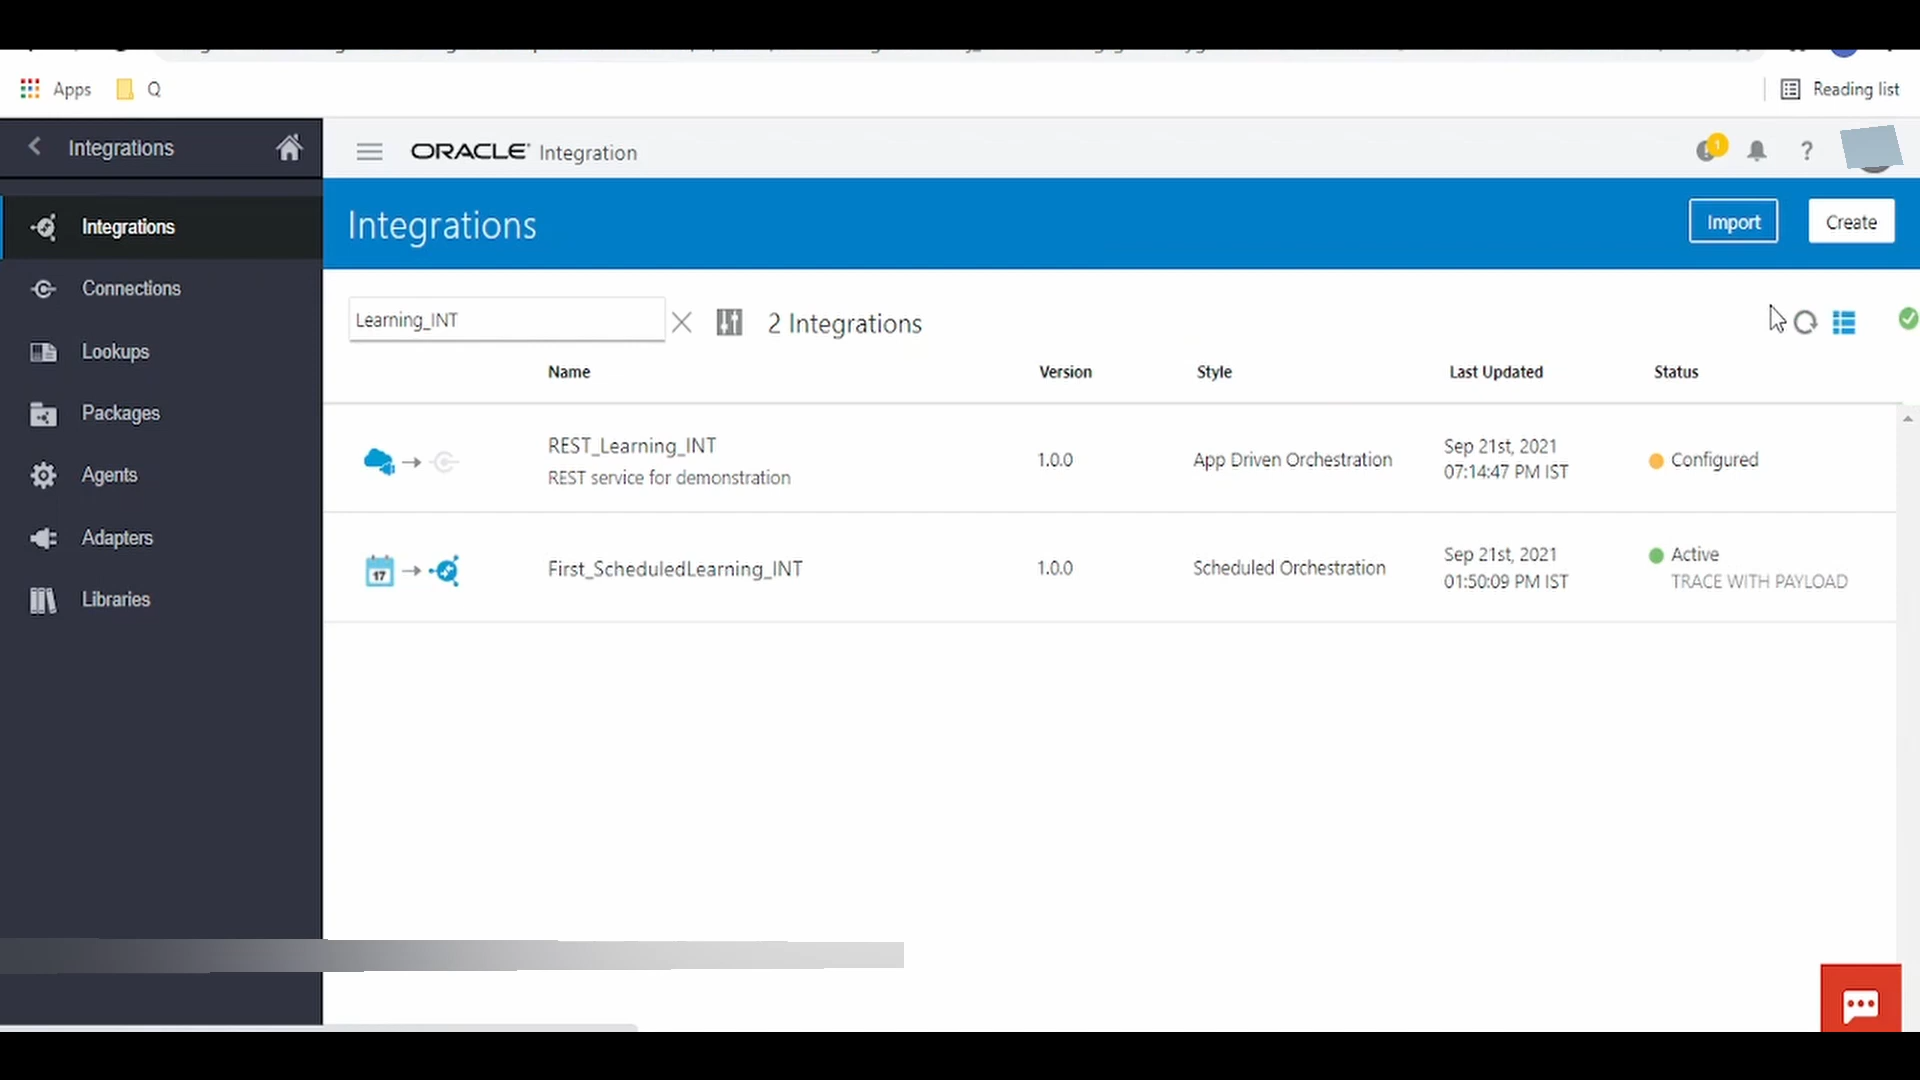 Apps Q Reading list
Integrations
ORACLE Integration 1 ?
Integrations
Integrations
Import Create
Connections
Lookups
Packages
Agents
Adapters
Libraries
Learning_INT 2 Integrations
Name Version Style Last Updated Status
REST_Learning_INT
REST service for demonstration
1.0.0
App Driven Orchestration
Sep 21st, 2021
07:14:47 PM IST
Configured
17
First_ScheduledLearning_INT
1.0.0
Scheduled Orchestration
Sep 21st, 2021
01:50:09 PM IST
Active
TRACE WITH PAYLOAD